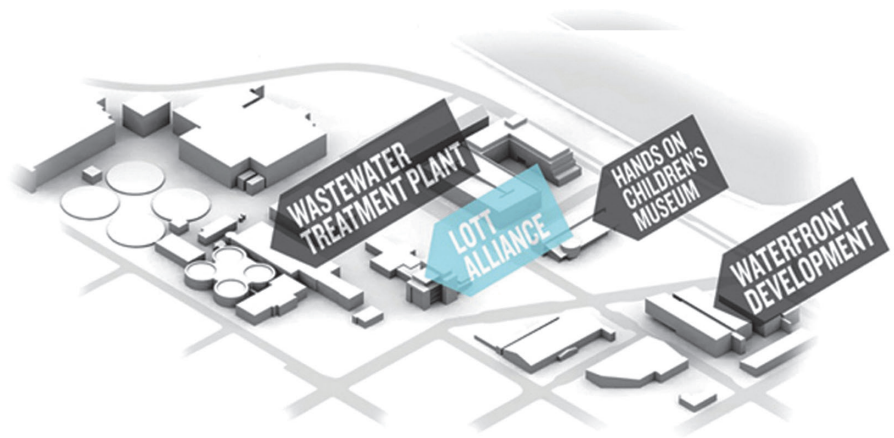 WASTEWATER
TREATMENT PLANT
LOTT
ALLIANCE
HANDS ON
CHILDREN'S
MUSEUM
WATERFRONT
DEVELOPMENT